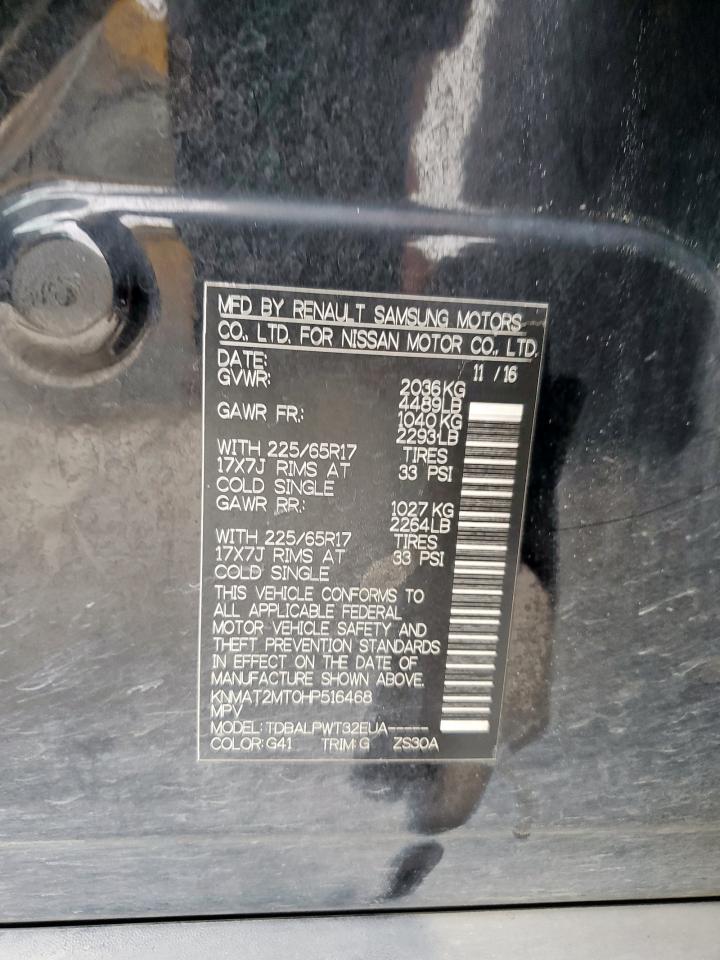 MFD BY RENAULT SAMSUNG MOTORS
CO., LTD. FOR NISSAN MOTOR CO., LTD.
DATE: 11 / 16
GVWR: 2036 KG
4489LB
GAWR FR.: 1040 KG
2293LB
WITH 225/65R17 TIRES
17X7J RIMS AT 33 PSI
COLD SINGLE
GAWR RR.: 1027 KG
2264LB
WITH 225/65R17 TIRES
17X7J RIMS AT 33 PSI
COLD SINGLE
THIS VEHICLE CONFORMS TO
ALL APPLICABLE FEDERAL
MOTOR VEHICLE SAFETY AND
THEFT PREVENTION STANDARDS
IN EFFECT ON THE DATE OF
MANUFACTURE SHOWN ABOVE.
KNMAT2MT0HP516468
MPV
MODEL: TDBALPWT32EUA-----
COLOR: G41 TRIM: G ZS30A